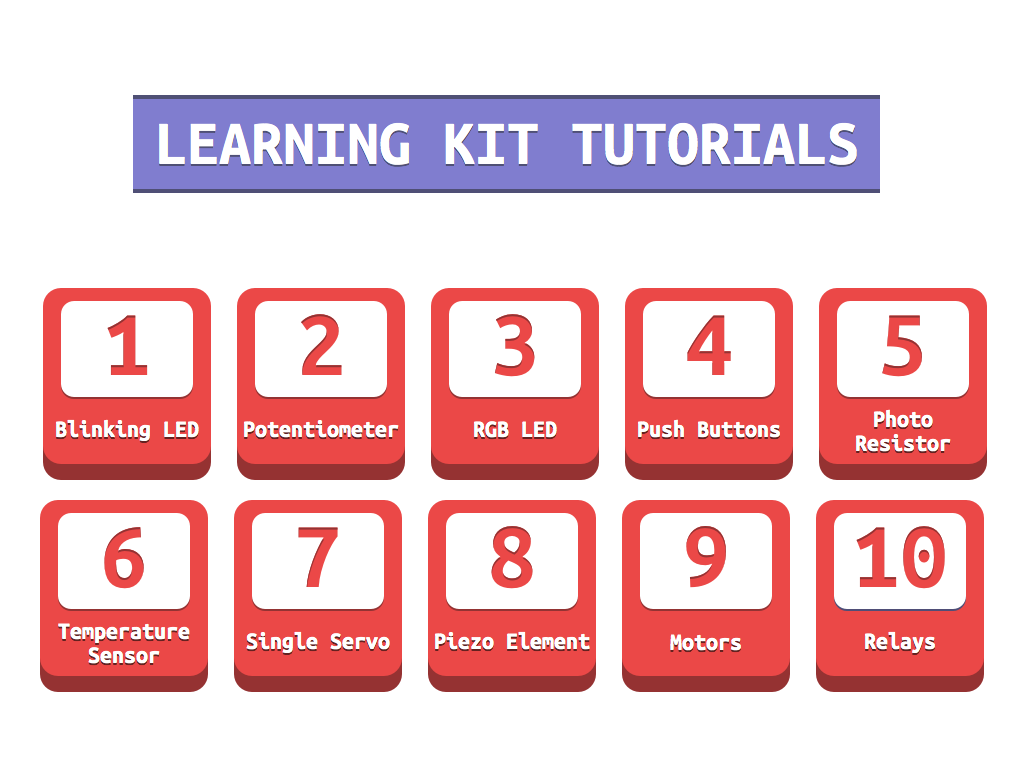 LEARNING KIT TUTORIALS
1
Blinking LED
2
Potentiometer
3
RGB LED
4
Push Buttons
5
Photo
Resistor
6
Temperature
Sensor
7
Single Servo
8
Piezo Element
9
Motors
10
Relays